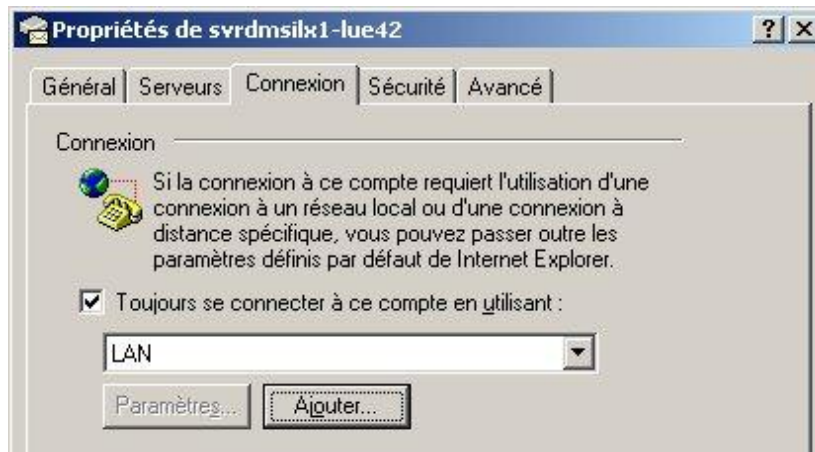 Propriétés de svrdmsilx1-lue42
Général Serveurs Connexion Sécurité Avancé
Connexion
Si la connexion à ce compte requiert l'utilisation d'une
connexion à un réseau local ou d'une connexion à
distance spécifique, vous pouvez passer outre les
paramètres définis par défaut de Internet Explorer.
Toujours se connecter à ce compte en utilisant :
LAN
Paramètres... Ajouter...